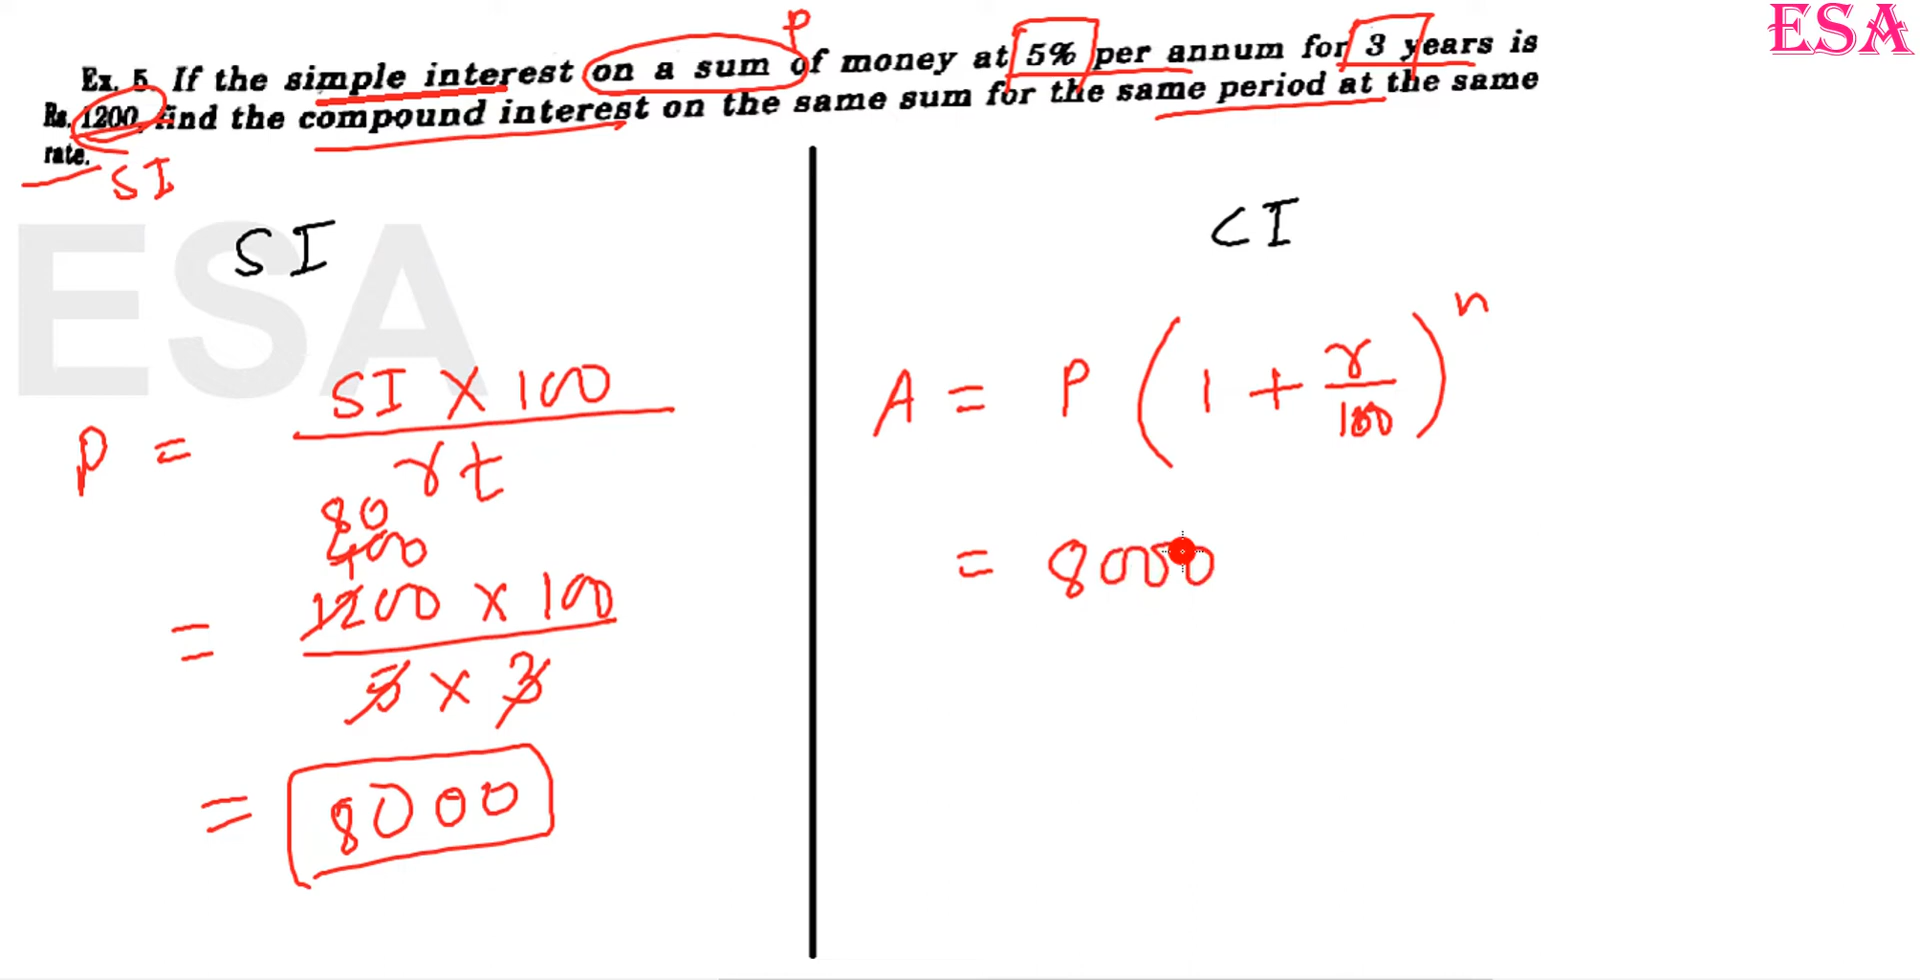 ESA
P
Ex. 5. If the simple interest on a sum of money at 5% per annum for 3 years is
Rs. 1200, find the compound interest on the same sum for the same period at the same
rate.
SI
ESA
SI
P = SI X 100
rt
80
400
= 1200 X 100
5 X 3
= 8000
CI
A = P ( 1 + r/100 )^n
= 8000